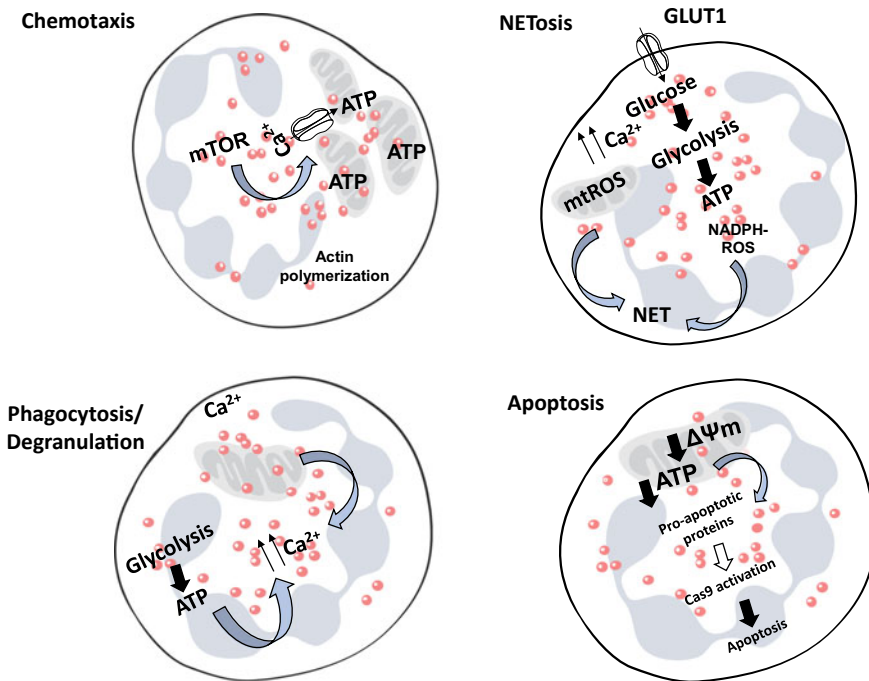 Chemotaxis
ATP
mTOR
Ca²⁺
ATP
ATP
Actin
polymerization
NETosis
GLUT1
Glucose
Ca²⁺
Glycolysis
mtROS
ATP
NADPH-
ROS
NET
Phagocytosis/
Degranulation
Ca²⁺
Glycolysis
Ca²⁺
ATP
Apoptosis
ΔΨm
ATP
Pro-apoptotic
proteins
Cas9 activation
Apoptosis